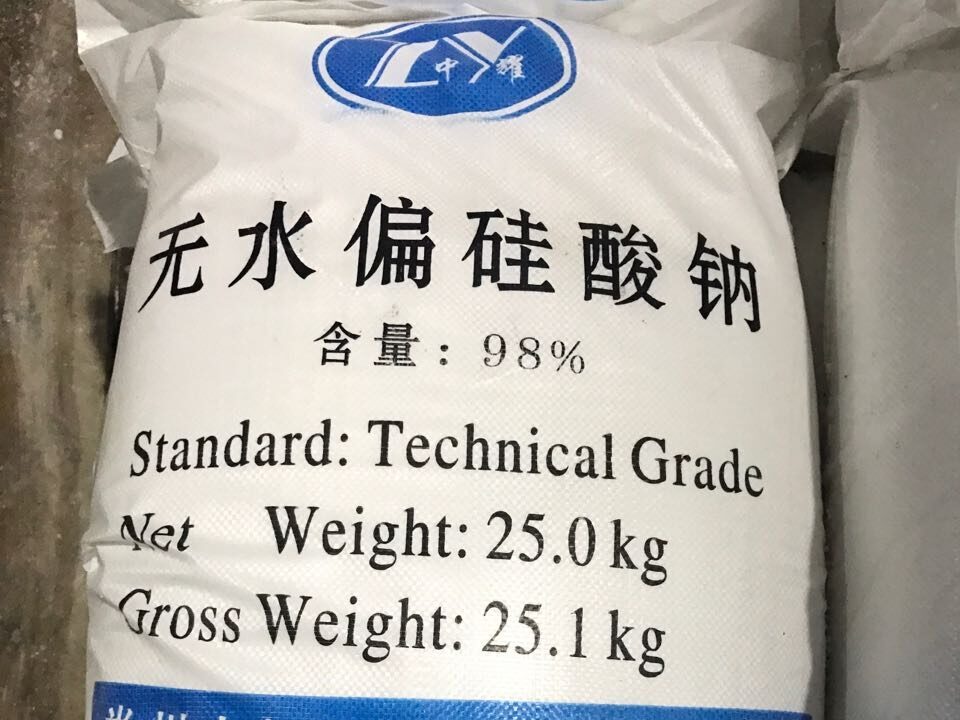 中 耀
无水偏硅酸钠
含量: 98%
Standard: Technical Grade
Net Weight: 25.0 kg
Gross Weight: 25.1 kg